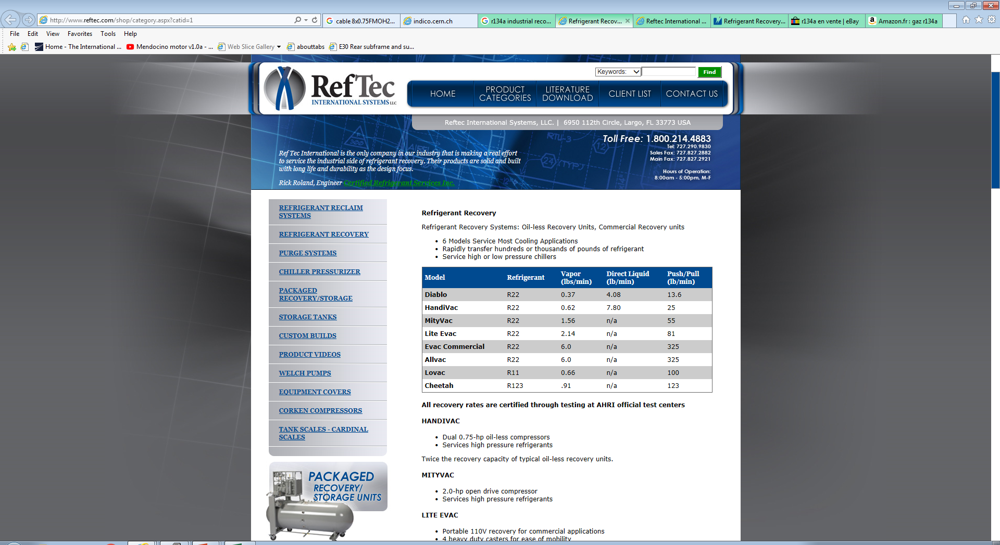 http://www.reftec.com/shop/category.aspx?catid=1
cable 8x0.75FMOH2...
indico.cern.ch
r134a industrial reco...
Refrigerant Recov...
Reftec International ...
Refrigerant Recovery...
r134a en vente | eBay
Amazon.fr : gaz r134a
File Edit View Favorites Tools Help
Home - The International ...
Mendocino motor v1.0a - ...
Web Slice Gallery
abouttabs
E30 Rear subframe and su...
Keywords:
Find
RefTec
INTERNATIONAL SYSTEMS LLC
HOME
PRODUCT
CATEGORIES
LITERATURE
DOWNLOAD
CLIENT LIST
CONTACT US
Reftec International Systems, LLC. | 6950 112th Circle, Largo, FL 33773 USA
Toll Free: 1.800.214.4883
Tel: 727.290.9830
Sales Fax: 727.827.2882
Main Fax: 727.827.2921
Hours of Operation:
8:00am - 5:00pm, M-F
RTU-3
300
12
24 (TYP.)
Ref Tec International is the only company in our industry that is making a real effort
to service the industrial side of refrigerant recovery. Their products are solid and built
with long life and durability as the design focus.
Rick Roland, Engineer Certified Refrigerant Services Inc.
REFRIGERANT RECLAIM
SYSTEMS
REFRIGERANT RECOVERY
PURGE SYSTEMS
CHILLER PRESSURIZER
PACKAGED
RECOVERY/STORAGE
STORAGE TANKS
CUSTOM BUILDS
PRODUCT VIDEOS
WELCH PUMPS
EQUIPMENT COVERS
CORKEN COMPRESSORS
TANK SCALES - CARDINAL
SCALES
PACKAGED
RECOVERY/
STORAGE UNITS
Refrigerant Recovery
Refrigerant Recovery Systems: Oil-less Recovery Units, Commercial Recovery units
• 6 Models Service Most Cooling Applications
• Rapidly transfer hundreds or thousands of pounds of refrigerant
• Service high or low pressure chillers
Model Refrigerant Vapor (lbs/min) Direct Liquid (lb/min) Push/Pull (lb/min)
Diablo R22 0.37 4.08 13.6
HandiVac R22 0.62 7.80 25
MityVac R22 1.56 n/a 55
Lite Evac R22 2.14 n/a 81
Evac Commercial R22 6.0 n/a 325
Allvac R22 6.0 n/a 325
Lovac R11 0.66 n/a 100
Cheetah R123 .91 n/a 123
All recovery rates are certified through testing at AHRI official test centers
HANDIVAC
• Dual 0.75-hp oil-less compressors
• Services high pressure refrigerants
Twice the recovery capacity of typical oil-less recovery units.
MITYVAC
• 2.0-hp open drive compressor
• Services high pressure refrigerants
LITE EVAC
• Portable 110V recovery for commercial applications
• 4 heavy duty casters for ease of mobility